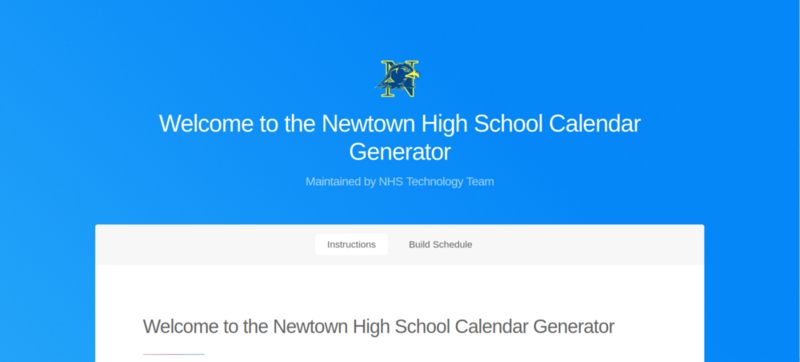 N
Welcome to the Newtown High School Calendar
Generator
Maintained by NHS Technology Team
Instructions
Build Schedule
Welcome to the Newtown High School Calendar Generator